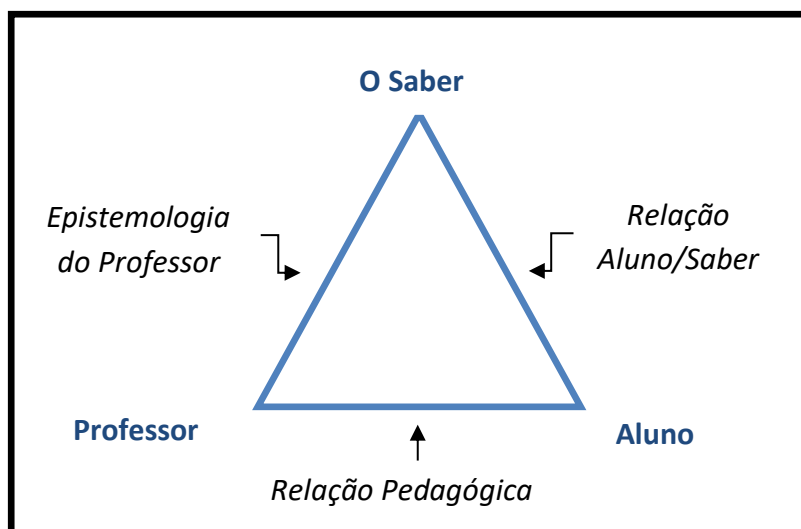 O Saber
Epistemologia
do Professor
Relação
Aluno/Saber
Professor
Aluno
Relação Pedagógica